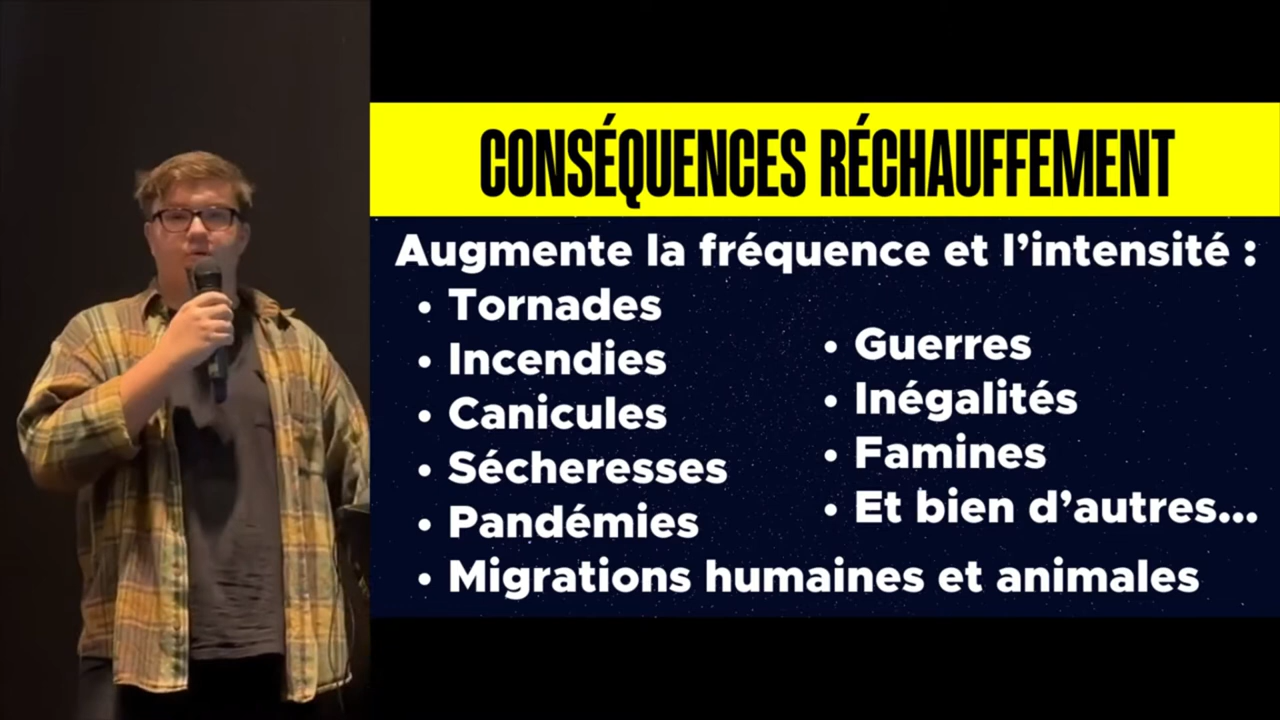 CONSÉQUENCES RÉCHAUFFEMENT
Augmente la fréquence et l’intensité :
• Tornades
• Incendies
• Canicules
• Sécheresses
• Pandémies
• Migrations humaines et animales
• Guerres
• Inégalités
• Famines
• Et bien d’autres...